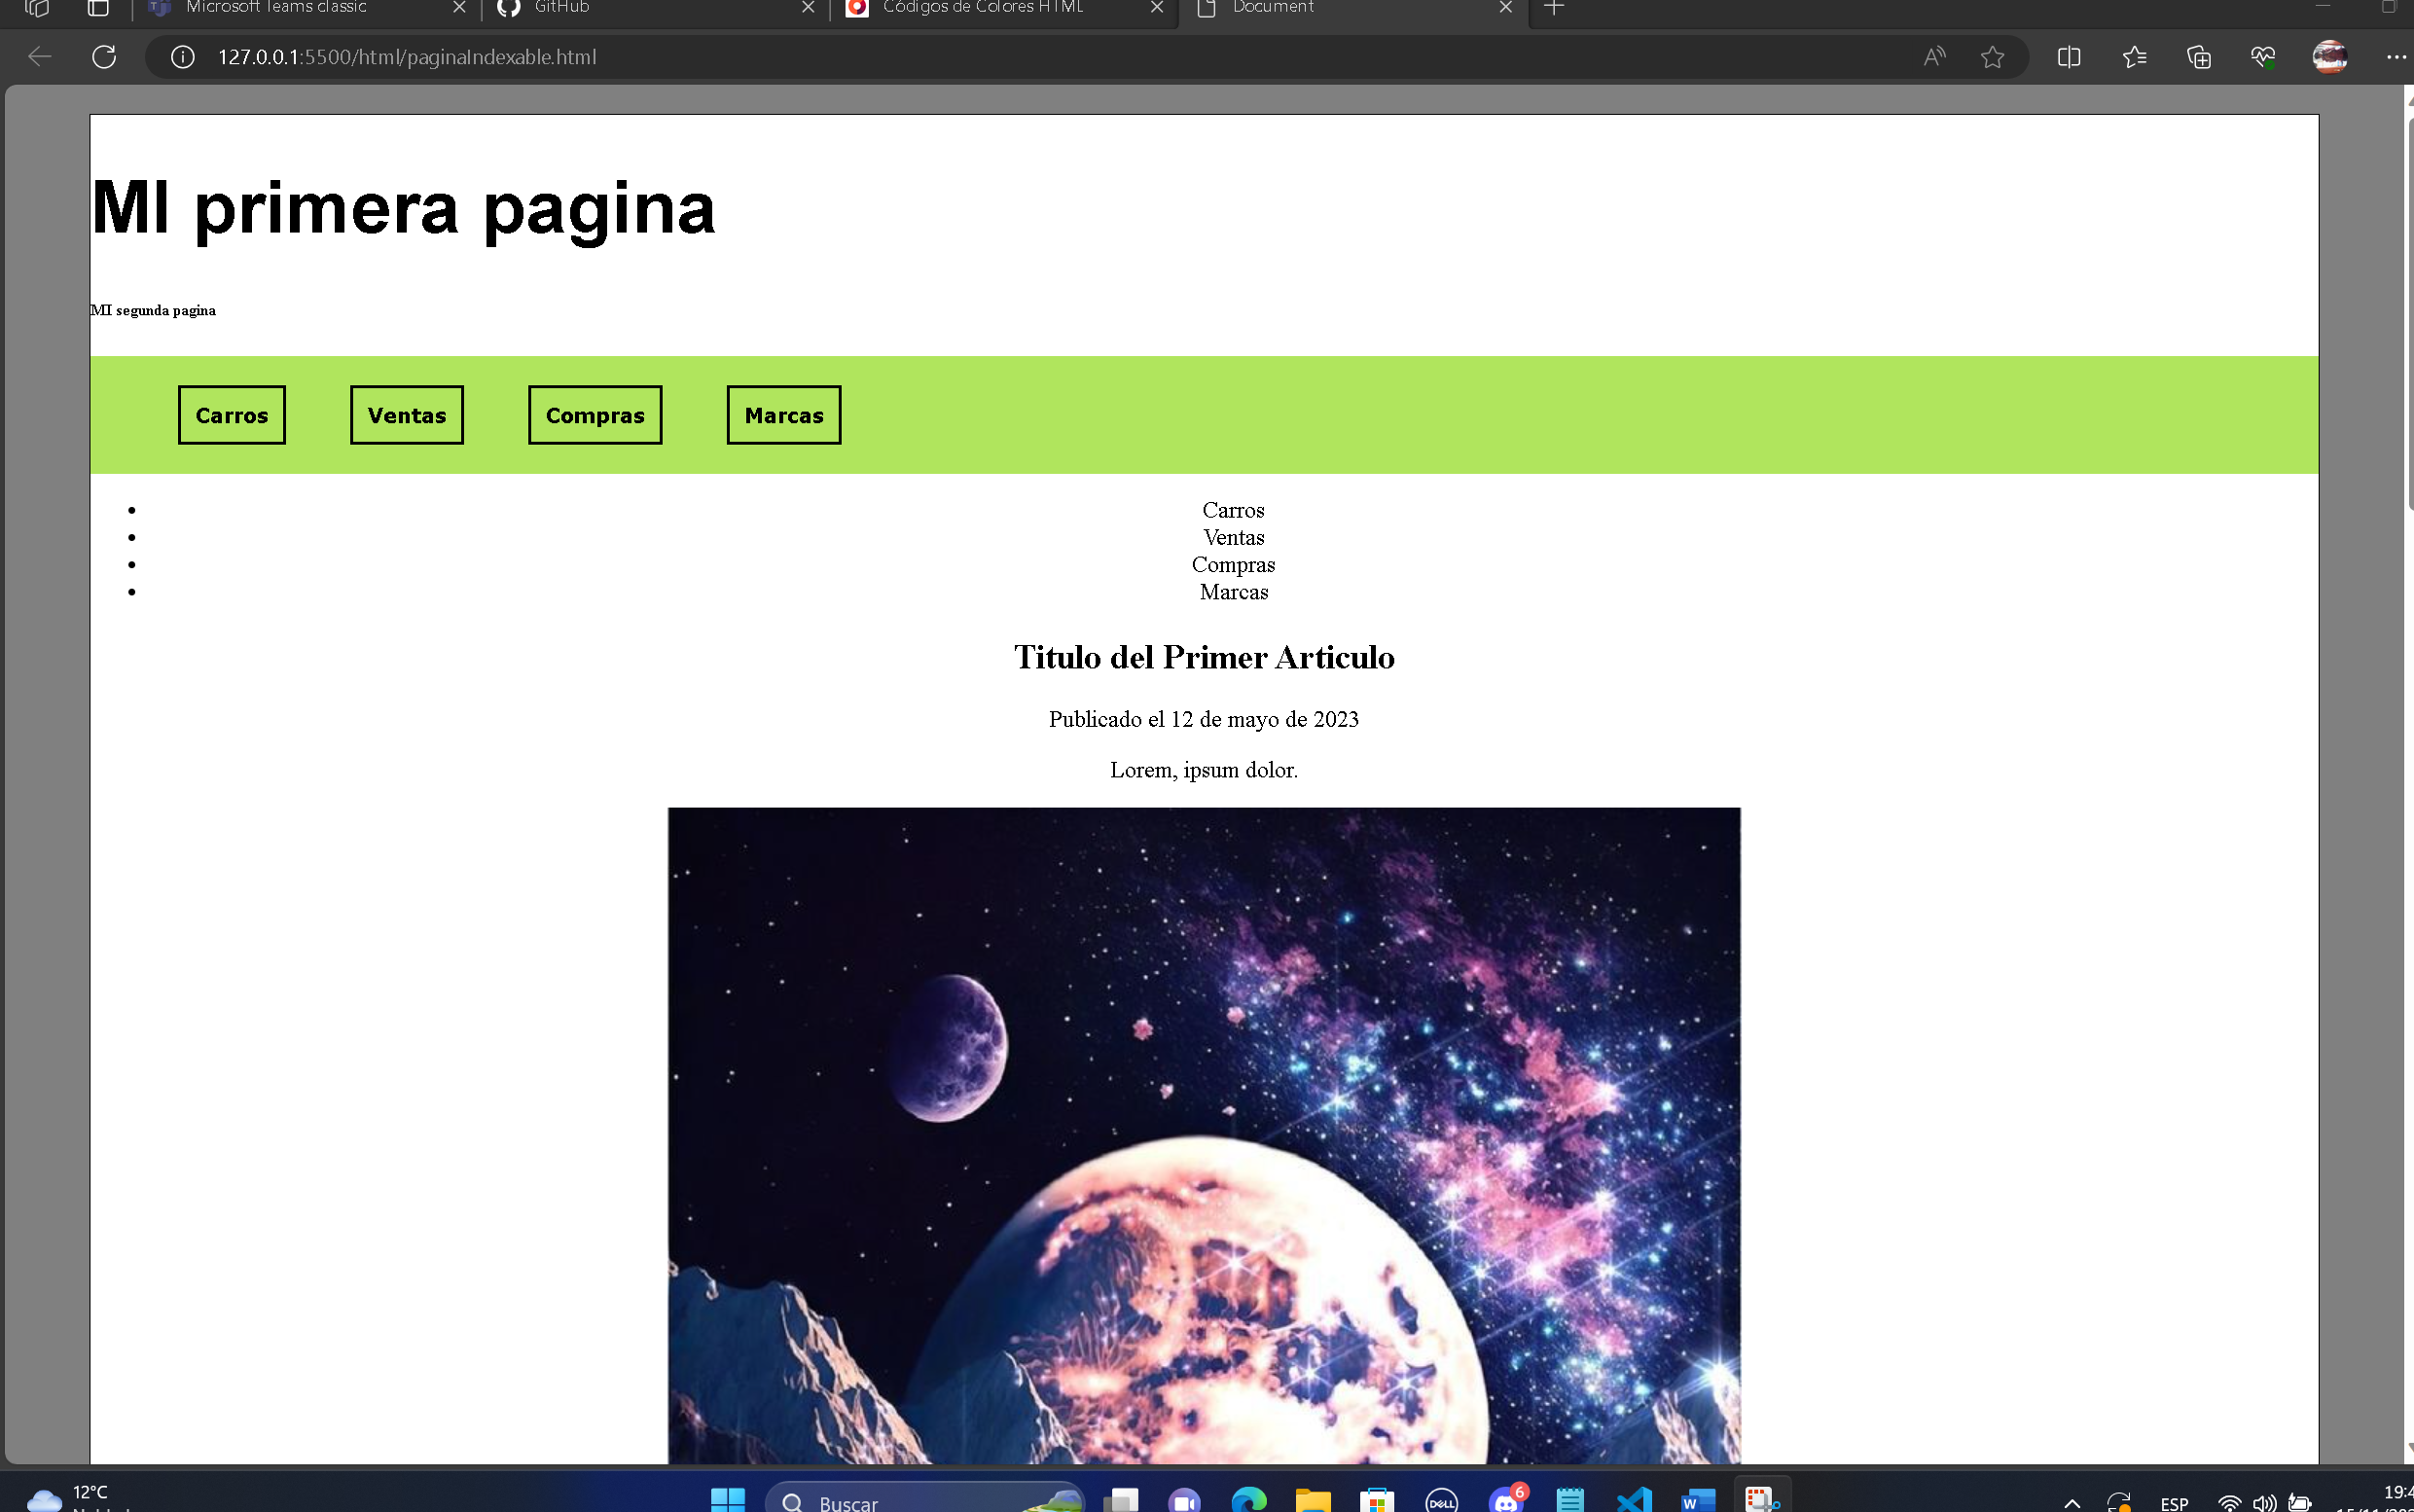 Microsoft Teams classic
GitHub
Códigos de Colores HTML
Document
127.0.0.1:5500/html/paginaIndexable.html
MI primera pagina
MI segunda pagina
Carros
Ventas
Compras
Marcas
Carros
Ventas
Compras
Marcas
Titulo del Primer Articulo
Publicado el 12 de mayo de 2023
Lorem, ipsum dolor.
12°C
Buscar
DELL
6
W
ESP